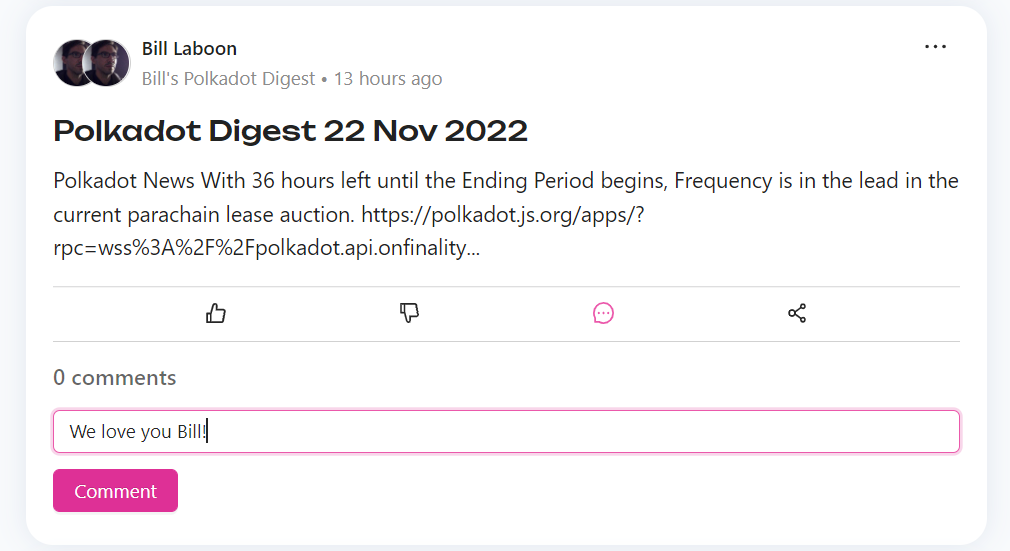 Bill Laboon
Bill's Polkadot Digest • 13 hours ago
Polkadot Digest 22 Nov 2022
Polkadot News With 36 hours left until the Ending Period begins, Frequency is in the lead in the
current parachain lease auction. https://polkadot.js.org/apps/?
rpc=wss%3A%2F%2Fpolkadot.api.onfinality...
0 comments
We love you Bill!
Comment